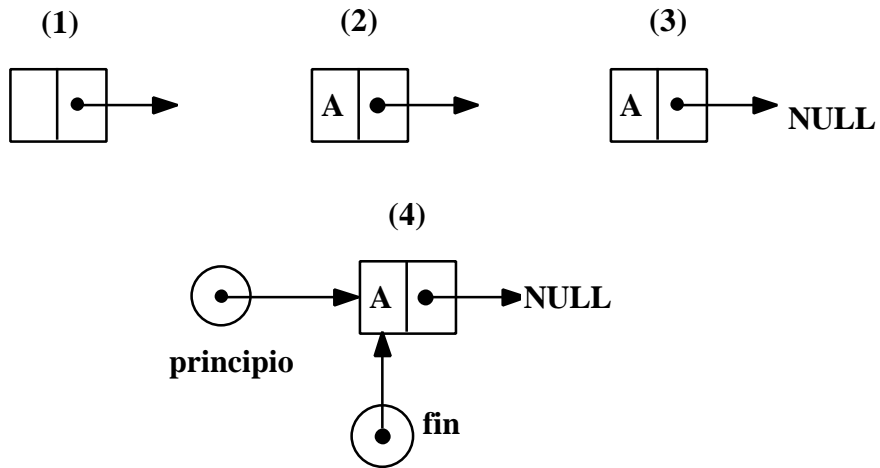 (1) (2) (3)
A A NULL
(4)
A NULL
principio
fin